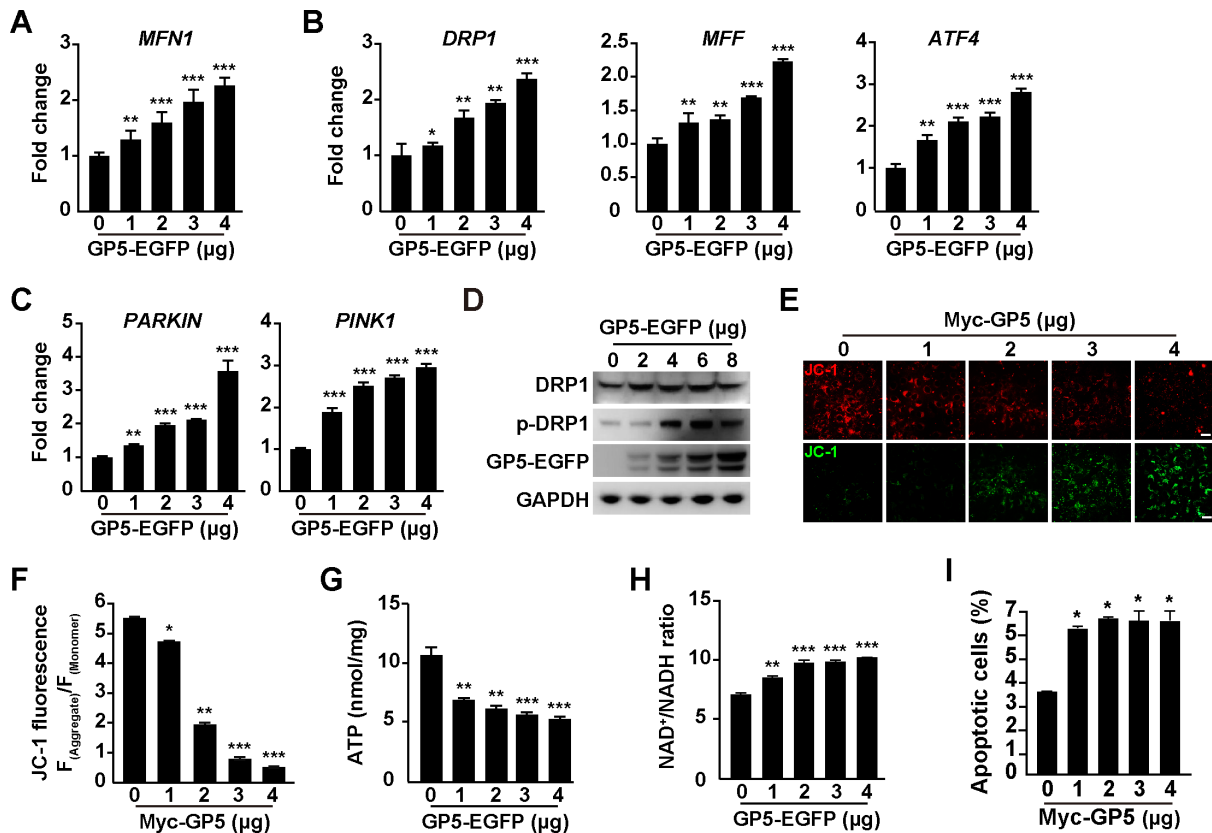 A
MFN1
Fold change
3
2
1
0
** *** *** ***
0 1 2 3 4
GP5-EGFP (µg)
B
DRP1
Fold change
3
2
1
0
* ** ** ***
0 1 2 3 4
GP5-EGFP (µg)
MFF
2.5
2.0
1.5
1.0
0.5
0
** ** *** ***
0 1 2 3 4
GP5-EGFP (µg)
ATF4
4
3
2
1
0
** *** *** ***
0 1 2 3 4
GP5-EGFP (µg)
C
PARKIN
Fold change
5
4
3
2
1
0
** *** *** ***
0 1 2 3 4
GP5-EGFP (µg)
PINK1
4
3
2
1
0
*** *** *** ***
0 1 2 3 4
GP5-EGFP (µg)
D
GP5-EGFP (µg)
0 2 4 6 8
DRP1
p-DRP1
GP5-EGFP
GAPDH
E
Myc-GP5 (µg)
0 1 2 3 4
JC-1
JC-1
F
JC-1 fluorescence
F(Aggregate)/F(Monomer)
6
5
4
3
2
1
0
* ** *** ***
0 1 2 3 4
Myc-GP5 (µg)
G
ATP (nmol/mg)
15
10
5
0
** ** *** ***
0 1 2 3 4
GP5-EGFP (µg)
H
NAD⁺/NADH ratio
15
10
5
0
** *** *** ***
0 1 2 3 4
GP5-EGFP (µg)
I
Apoptotic cells (%)
7
6
5
3
2
1
0
* * * *
0 1 2 3 4
Myc-GP5 (µg)